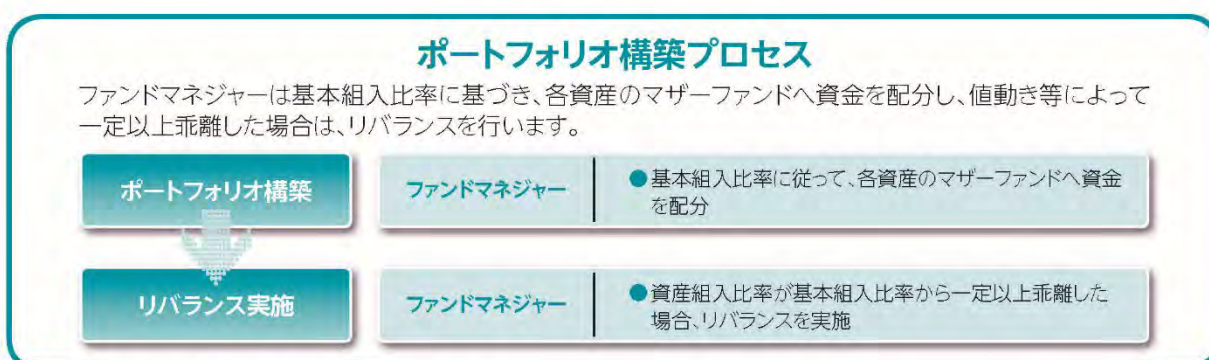 ポートフォリオ構築プロセス
ファンドマネジャーは基本組入比率に基づき、各資産のマザーファンドへ資金を配分し、値動き等によって
一定以上乖離した場合は、リバランスを行います。
ポートフォリオ構築
ファンドマネジャー
●基本組入比率に従って、各資産のマザーファンドへ資金
を配分
リバランス実施
ファンドマネジャー
●資産組入比率が基本組入比率から一定以上乖離した
場合、リバランスを実施